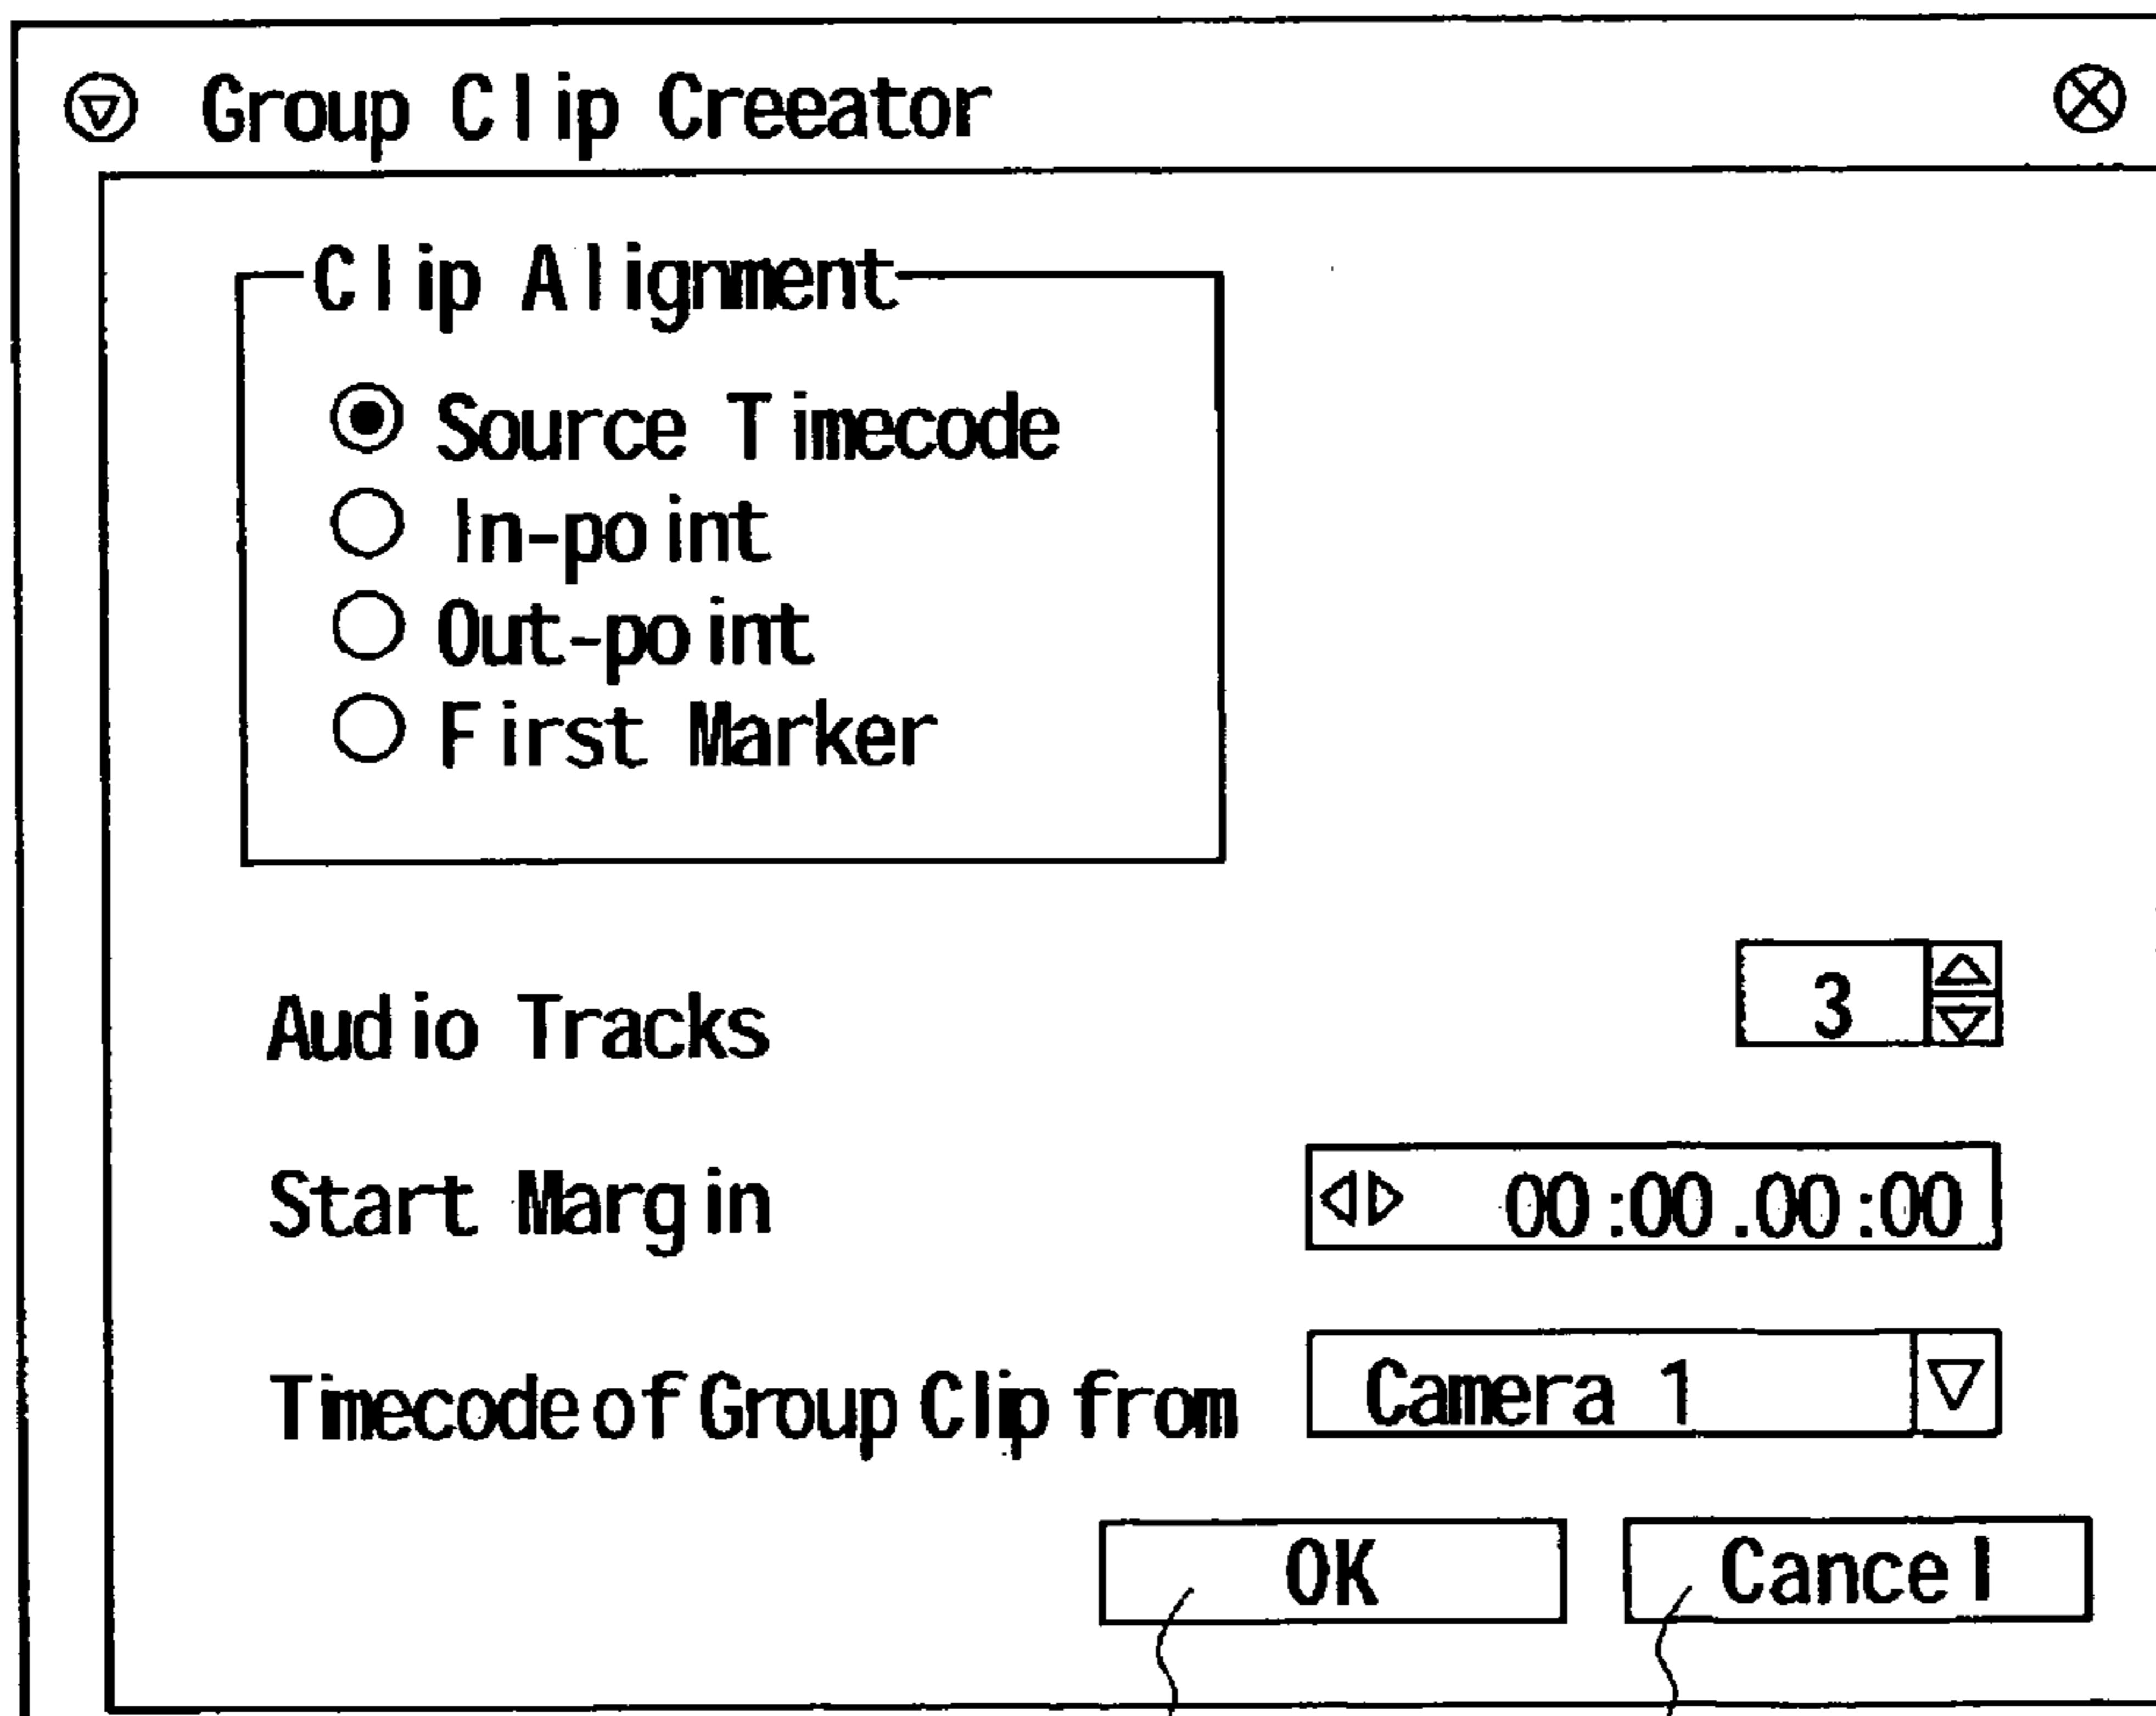 Group Clip Creeator
Clip Alignment
Source Timecode
In-point
Out-point
First Marker
Audio Tracks 3
Start Margin 00:00.00:00
Timecode of Group Clip from Camera 1
OK Cancel